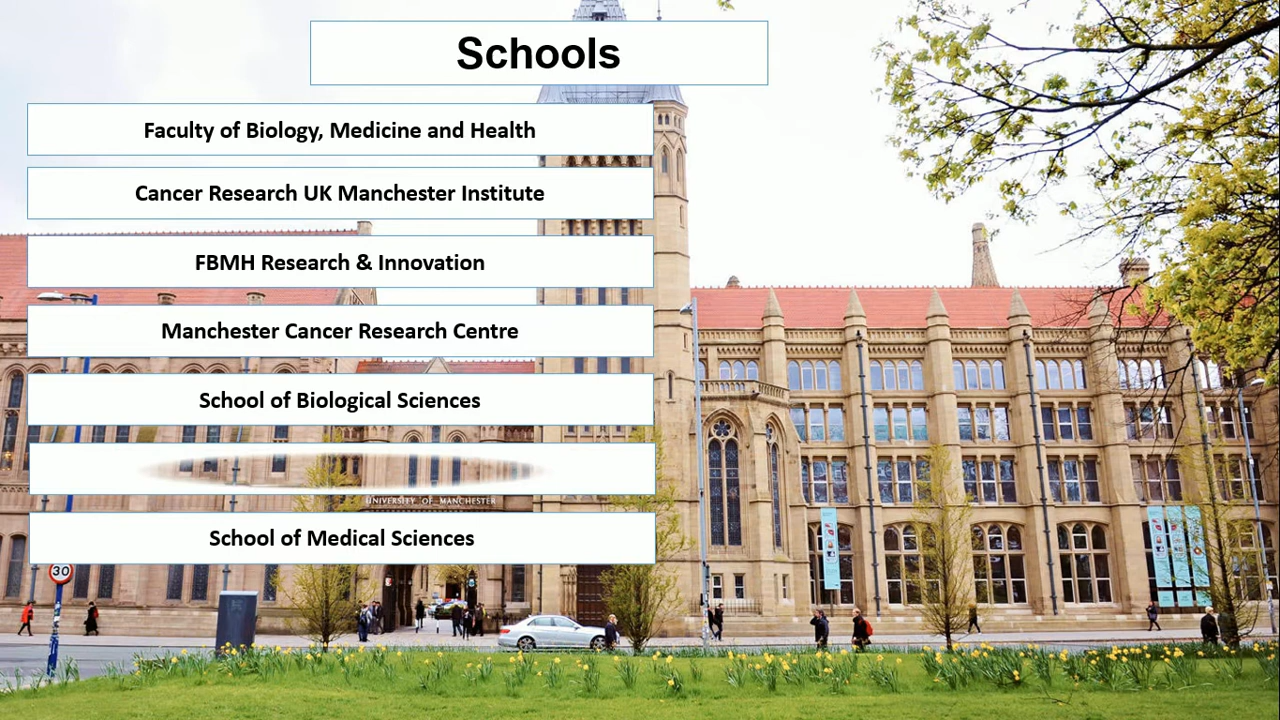 Schools
Faculty of Biology, Medicine and Health
Cancer Research UK Manchester Institute
FBMH Research & Innovation
Manchester Cancer Research Centre
School of Biological Sciences
UNIVERSITY OF MANCHESTER
School of Medical Sciences
30